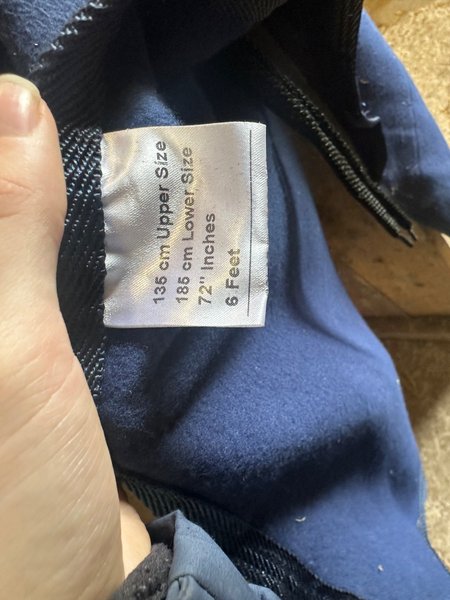 135 cm Upper Size
185 cm Lower Size
72" Inches
6 Feet